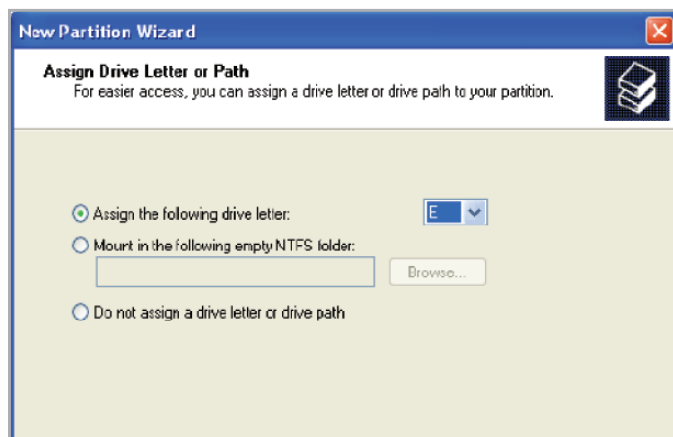 New Partition Wizard
Assign Drive Letter or Path
For easier access, you can assign a drive letter or drive path to your partition.
Assign the following drive letter:
E
Mount in the following empty NTFS folder:
Browse...
Do not assign a drive letter or drive path